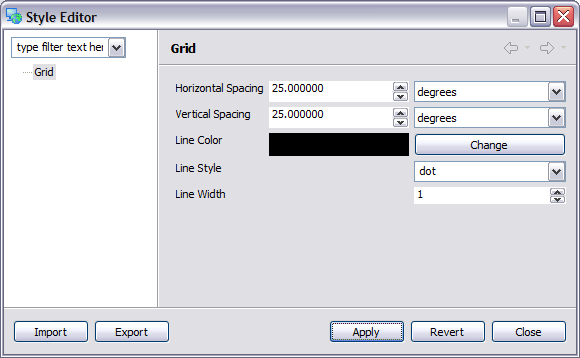 Style Editor
type filter text her
Grid
Grid
Horizontal Spacing 25.000000 degrees
Vertical Spacing 25.000000 degrees
Line Color Change
Line Style dot
Line Width 1
Import Export Apply Revert Close